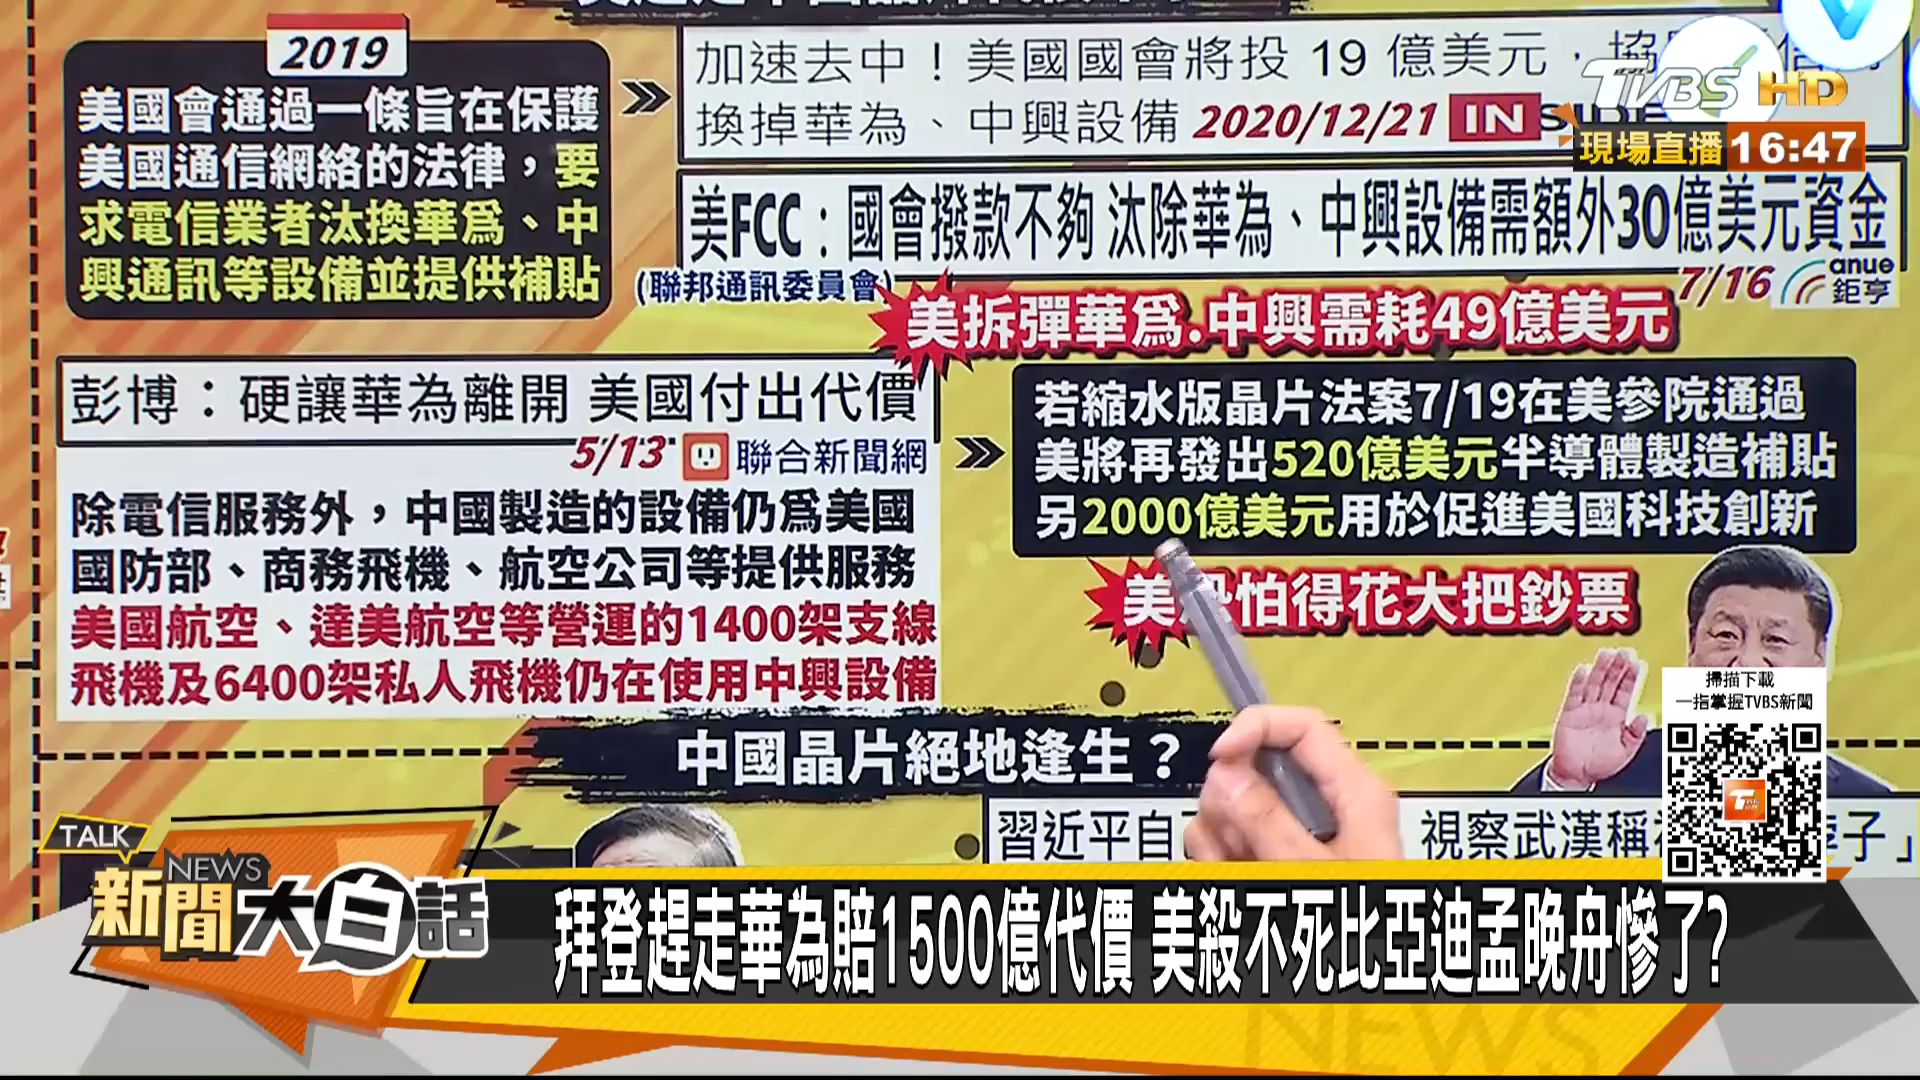 2019
美國會通過一條旨在保護
美國通信網絡的法律，要
求電信業者汰換華爲、中
興通訊等設備並提供補貼
加速去中！美國國會將投 19 億美元，協
換掉華為、中興設備 2020/12/21 IN
TVBS HD
現場直播 16:47
美FCC：國會撥款不夠 汰除華為、中興設備需額外30億美元資金
(聯邦通訊委員會)
7/16 anue
鉅亨
美拆彈華爲.中興需耗49億美元
彭博：硬讓華為離開 美國付出代價
5/13 聯合新聞網
除電信服務外，中國製造的設備仍爲美國
國防部、商務飛機、航空公司等提供服務
美國航空、達美航空等營運的1400架支線
飛機及6400架私人飛機仍在使用中興設備
若縮水版晶片法案7/19在美參院通過
美將再發出520億美元半導體製造補貼
另2000億美元用於促進美國科技創新
美恐怕得花大把鈔票
掃描下載
一指掌握TVBS新聞
中國晶片絕地逢生？
習近平自 視察武漢稱 子」
TALK
NEWS
新聞大白話
拜登趕走華為賠1500億代價 美殺不死比亞迪孟晚舟慘了?
NEWS